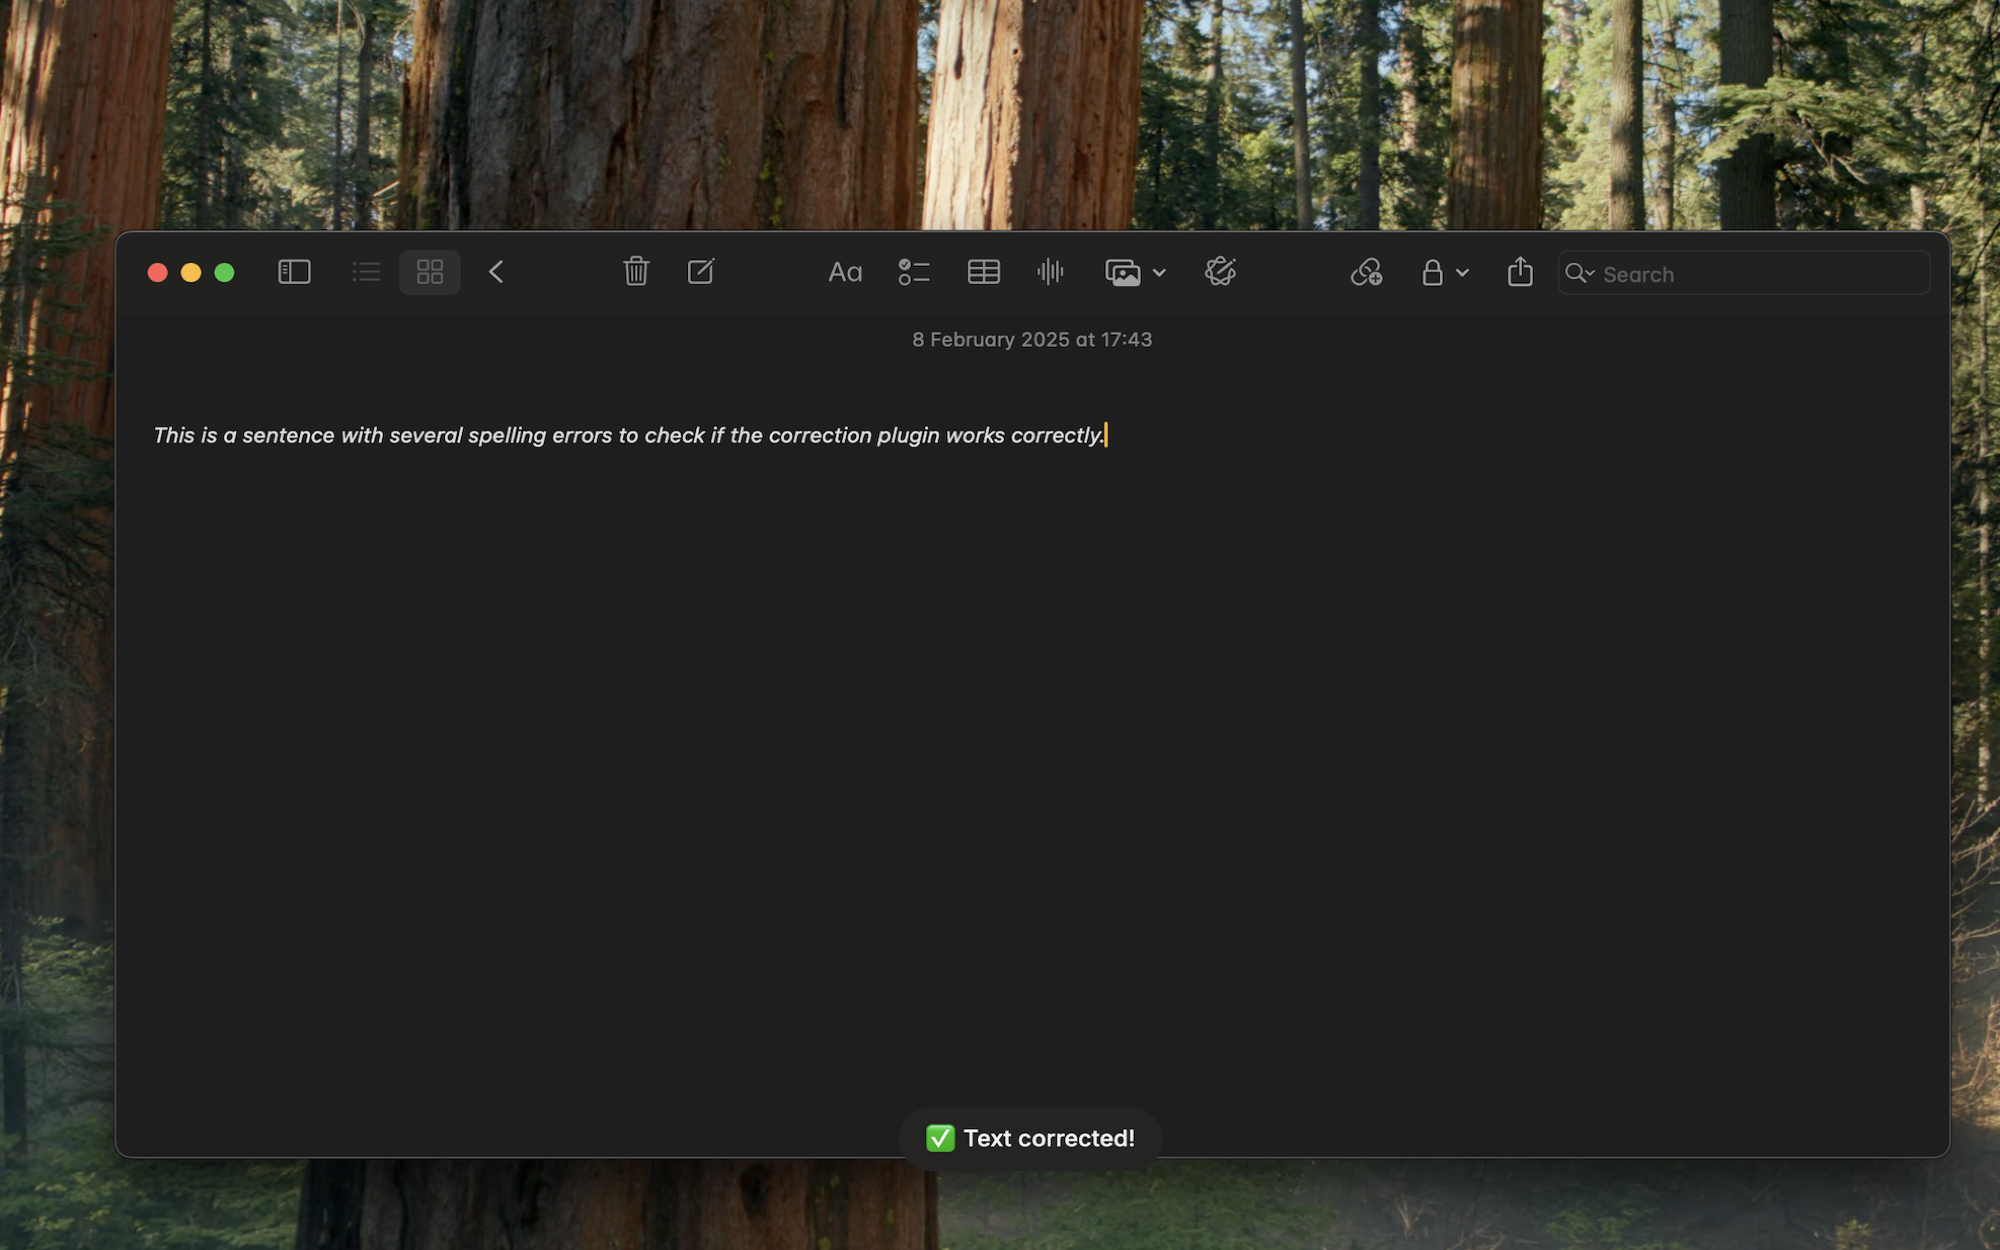 Aa
Search
8 February 2025 at 17:43
This is a sentence with several spelling errors to check if the correction plugin works correctly.
✅ Text corrected!